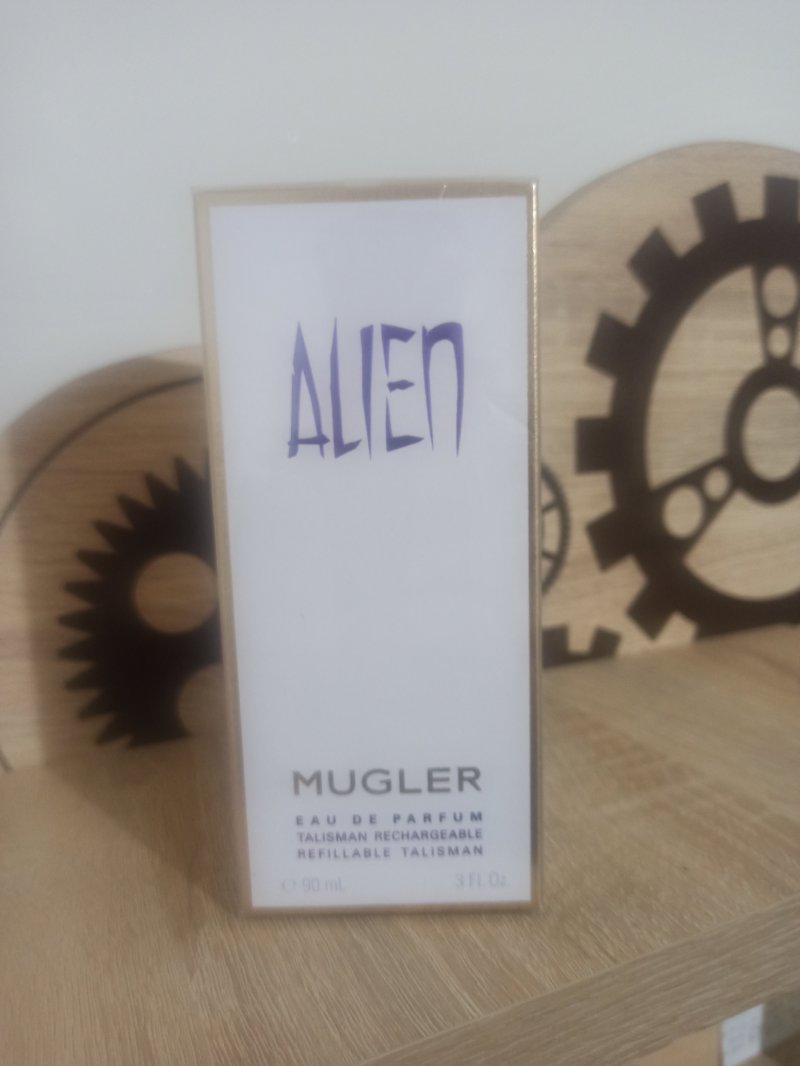 ALIEN
MUGLER
EAU DE PARFUM
TALISMAN RECHARGEABLE
REFILLABLE TALISMAN
℮ 90 mL 3 Fl. Oz.